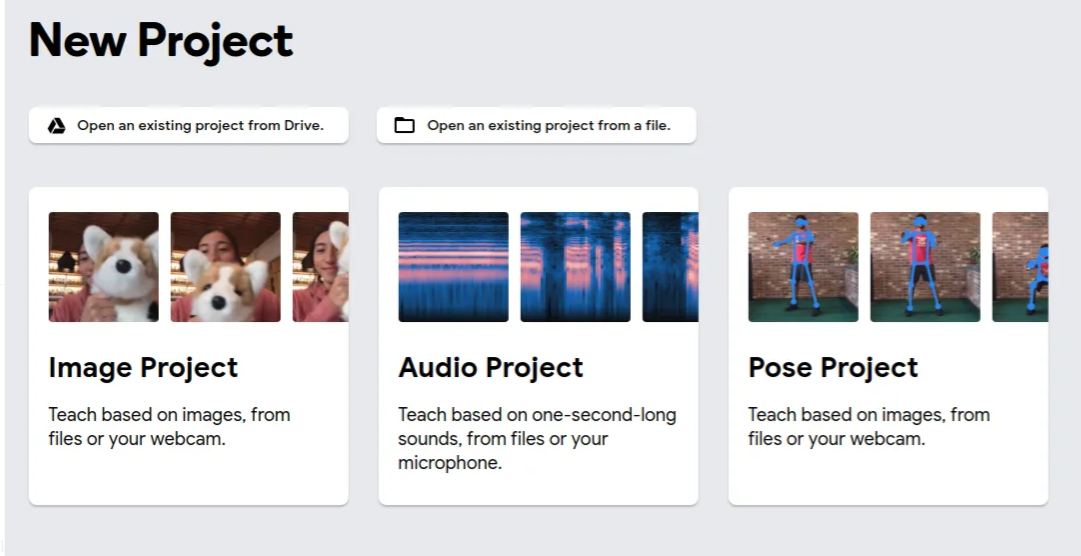 New Project
Open an existing project from Drive.
Open an existing project from a file.
Image Project
Teach based on images, from
files or your webcam.
Audio Project
Teach based on one-second-long
sounds, from files or your
microphone.
Pose Project
Teach based on images, from
files or your webcam.